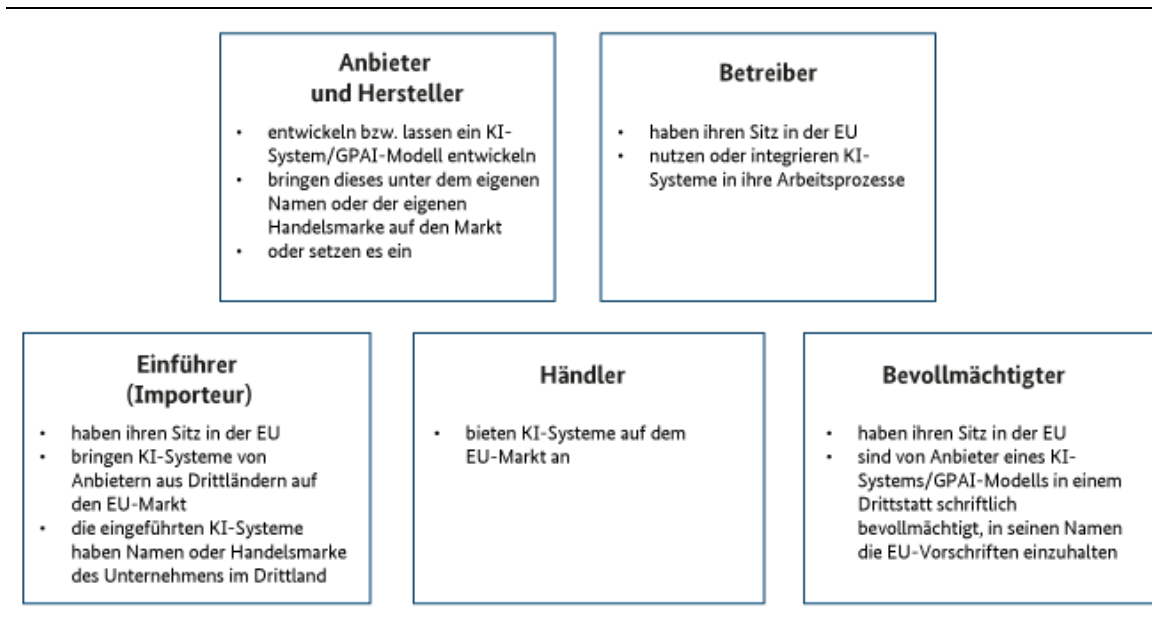 Anbieter
und Hersteller
• entwickeln bzw. lassen ein KI-
System/GPAI-Modell entwickeln
• bringen dieses unter dem eigenen
Namen oder der eigenen
Handelsmarke auf den Markt
• oder setzen es ein
Betreiber
• haben ihren Sitz in der EU
• nutzen oder integrieren KI-
Systeme in ihre Arbeitsprozesse
Einführer
(Importeur)
• haben ihren Sitz in der EU
• bringen KI-Systeme von
Anbietern aus Drittländern auf
den EU-Markt
• die eingeführten KI-Systeme
haben Namen oder Handelsmarke
des Unternehmens im Drittland
Händler
• bieten KI-Systeme auf dem
EU-Markt an
Bevollmächtigter
• haben ihren Sitz in der EU
• sind von Anbieter eines KI-
Systems/GPAI-Modells in einem
Drittstatt schriftlich
bevollmächtigt, in seinen Namen
die EU-Vorschriften einzuhalten